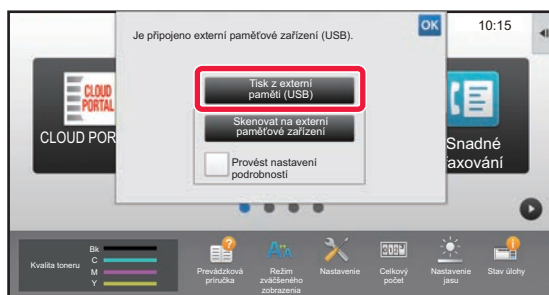 Je připojeno externí paměťové zařízení (USB).
OK
10:15
Tisk z externí
paměti (USB)
Skenovat na externí
paměťové zařízení
Provést nastavení
podrobností
CLOUD
PORTAL
CLOUD POR
Snadné
faxování
Kvalita toneru
Bk
C
M
Y
Prevádzková
príručka
Režim
zväčšeného
zobrazenia
Nastavenie
Celkový
počet
Nastavenie
jasu
Stav úlohy